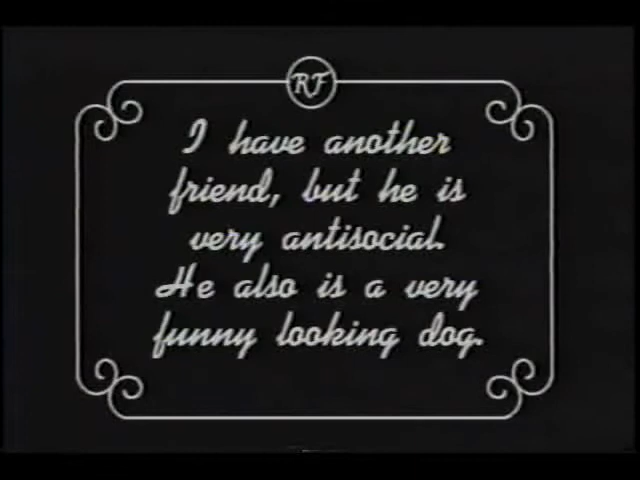 RF
I have another
friend, but he is
very antisocial.
He also is a very
funny looking dog.